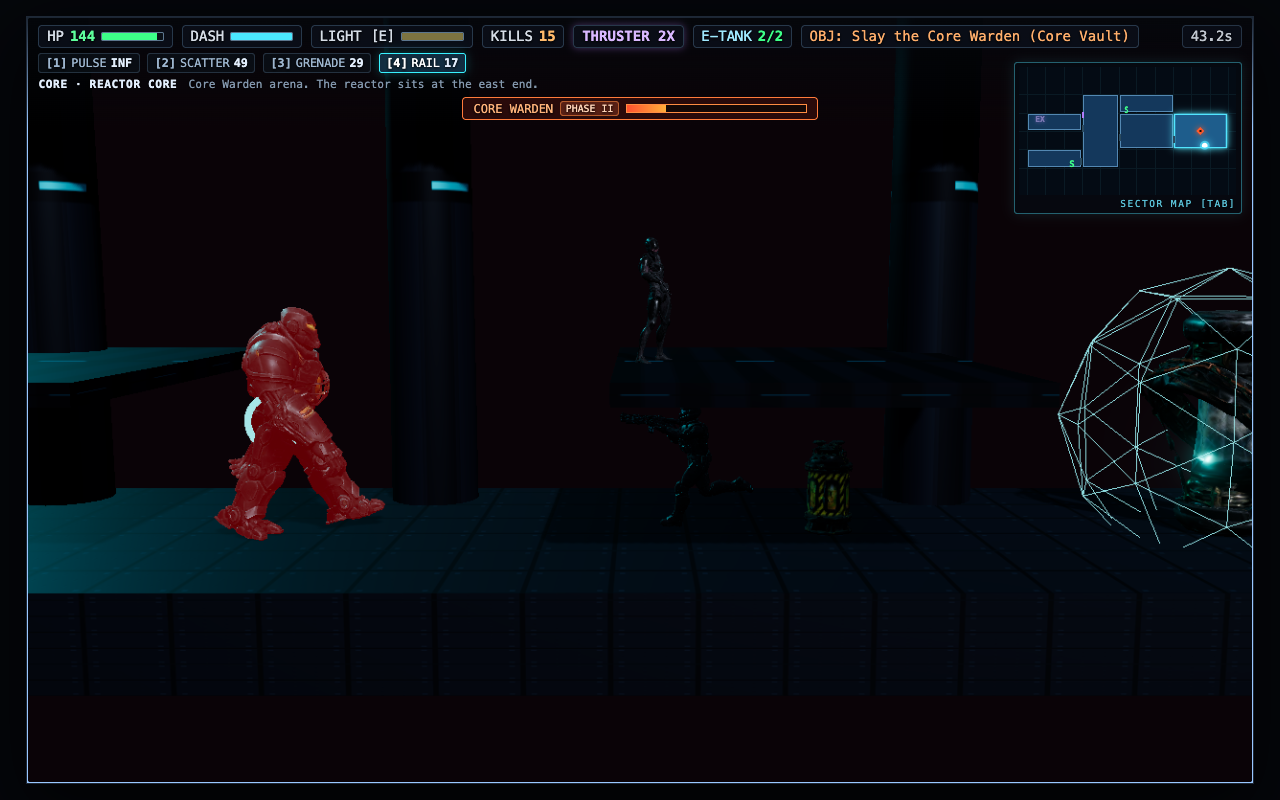 HP 144 DASH LIGHT [E] KILLS 15 THRUSTER 2X E-TANK 2/2 OBJ: Slay the Core Warden (Core Vault) 43.2s
[1] PULSE INF [2] SCATTER 49 [3] GRENADE 29 [4] RAIL 17
CORE · REACTOR CORE Core Warden arena. The reactor sits at the east end.
CORE WARDEN PHASE II
S
EX
S
SECTOR MAP [TAB]